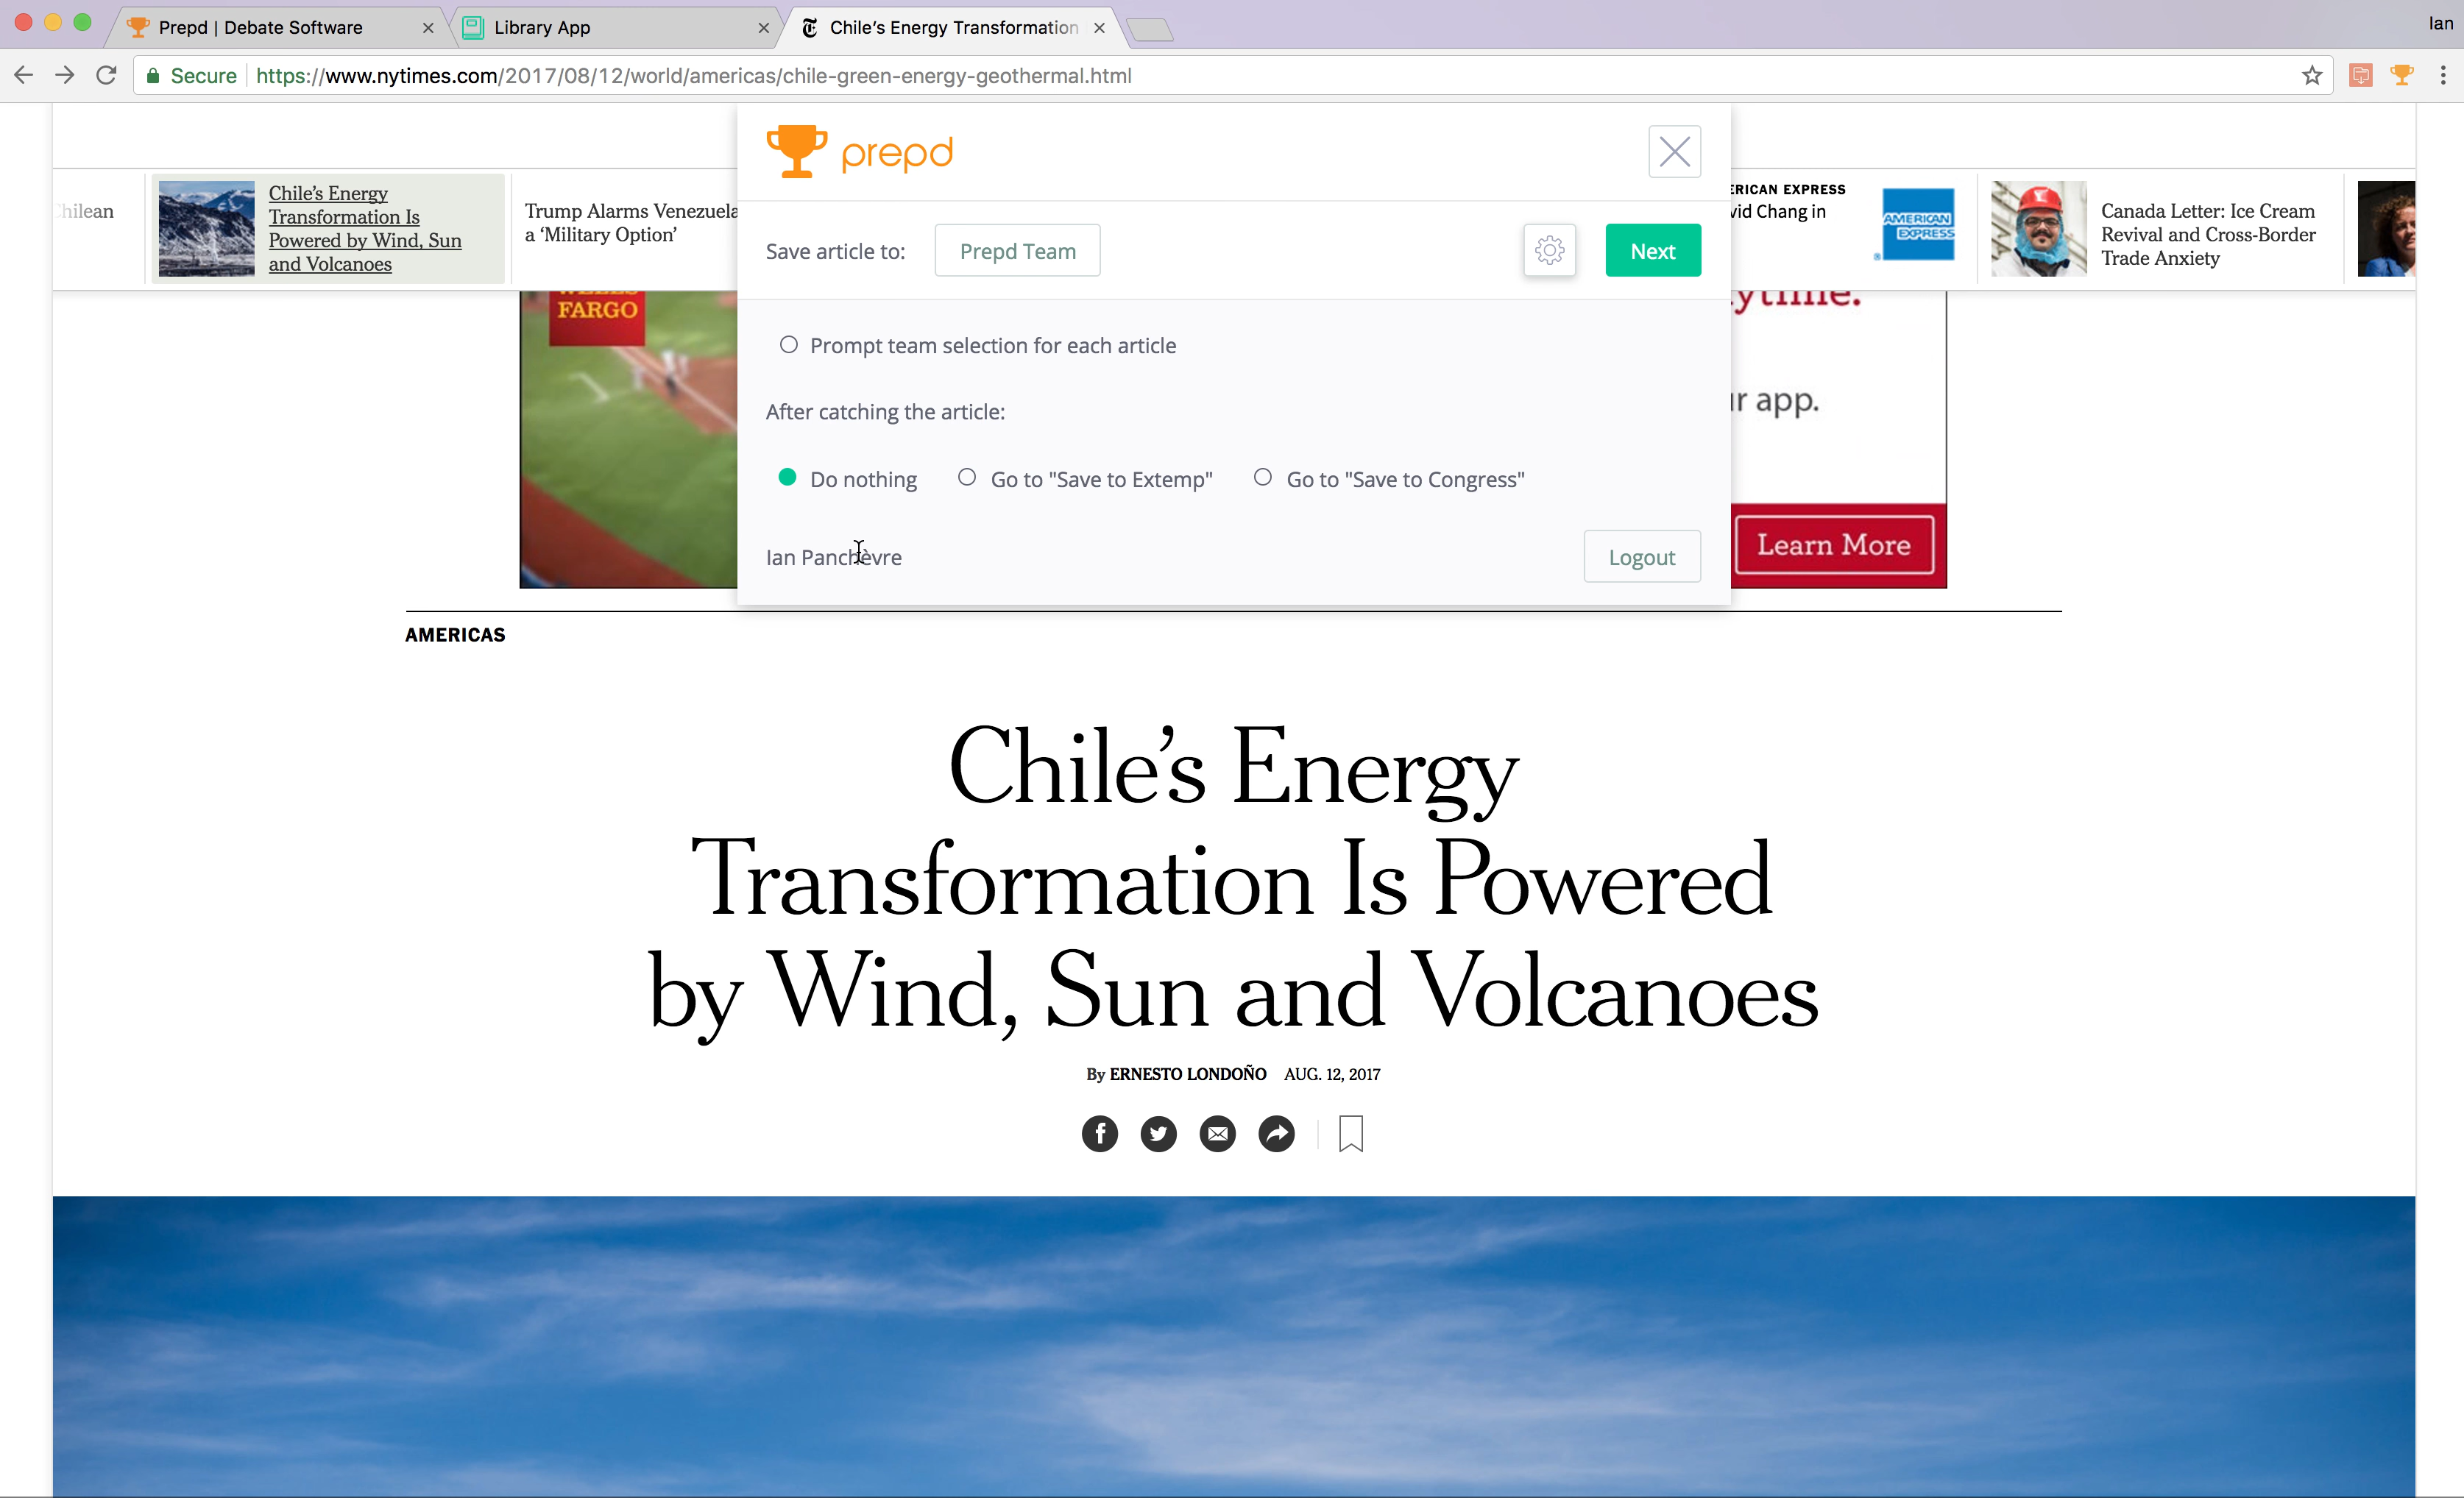 Prepd | Debate Software
Library App
Chile's Energy Transformation
Ian
Secure
https://www.nytimes.com/2017/08/12/world/americas/chile-green-energy-geothermal.html
prepd
Chile's Energy
Transformation Is
Powered by Wind, Sun
and Volcanoes
Trump Alarms Venezuela
a ‘Military Option’
Save article to:
Prepd Team
Next
AMERICAN
EXPRESS
Canada Letter: Ice Cream
Revival and Cross-Border
Trade Anxiety
FARGO
Prompt team selection for each article
After catching the article:
Do nothing
Go to "Save to Extemp"
Go to "Save to Congress"
Ian Panchèvre
Logout
app.
Learn More
AMERICAS
Chile’s Energy
Transformation Is Powered
by Wind, Sun and Volcanoes
By ERNESTO LONDOÑO AUG. 12, 2017